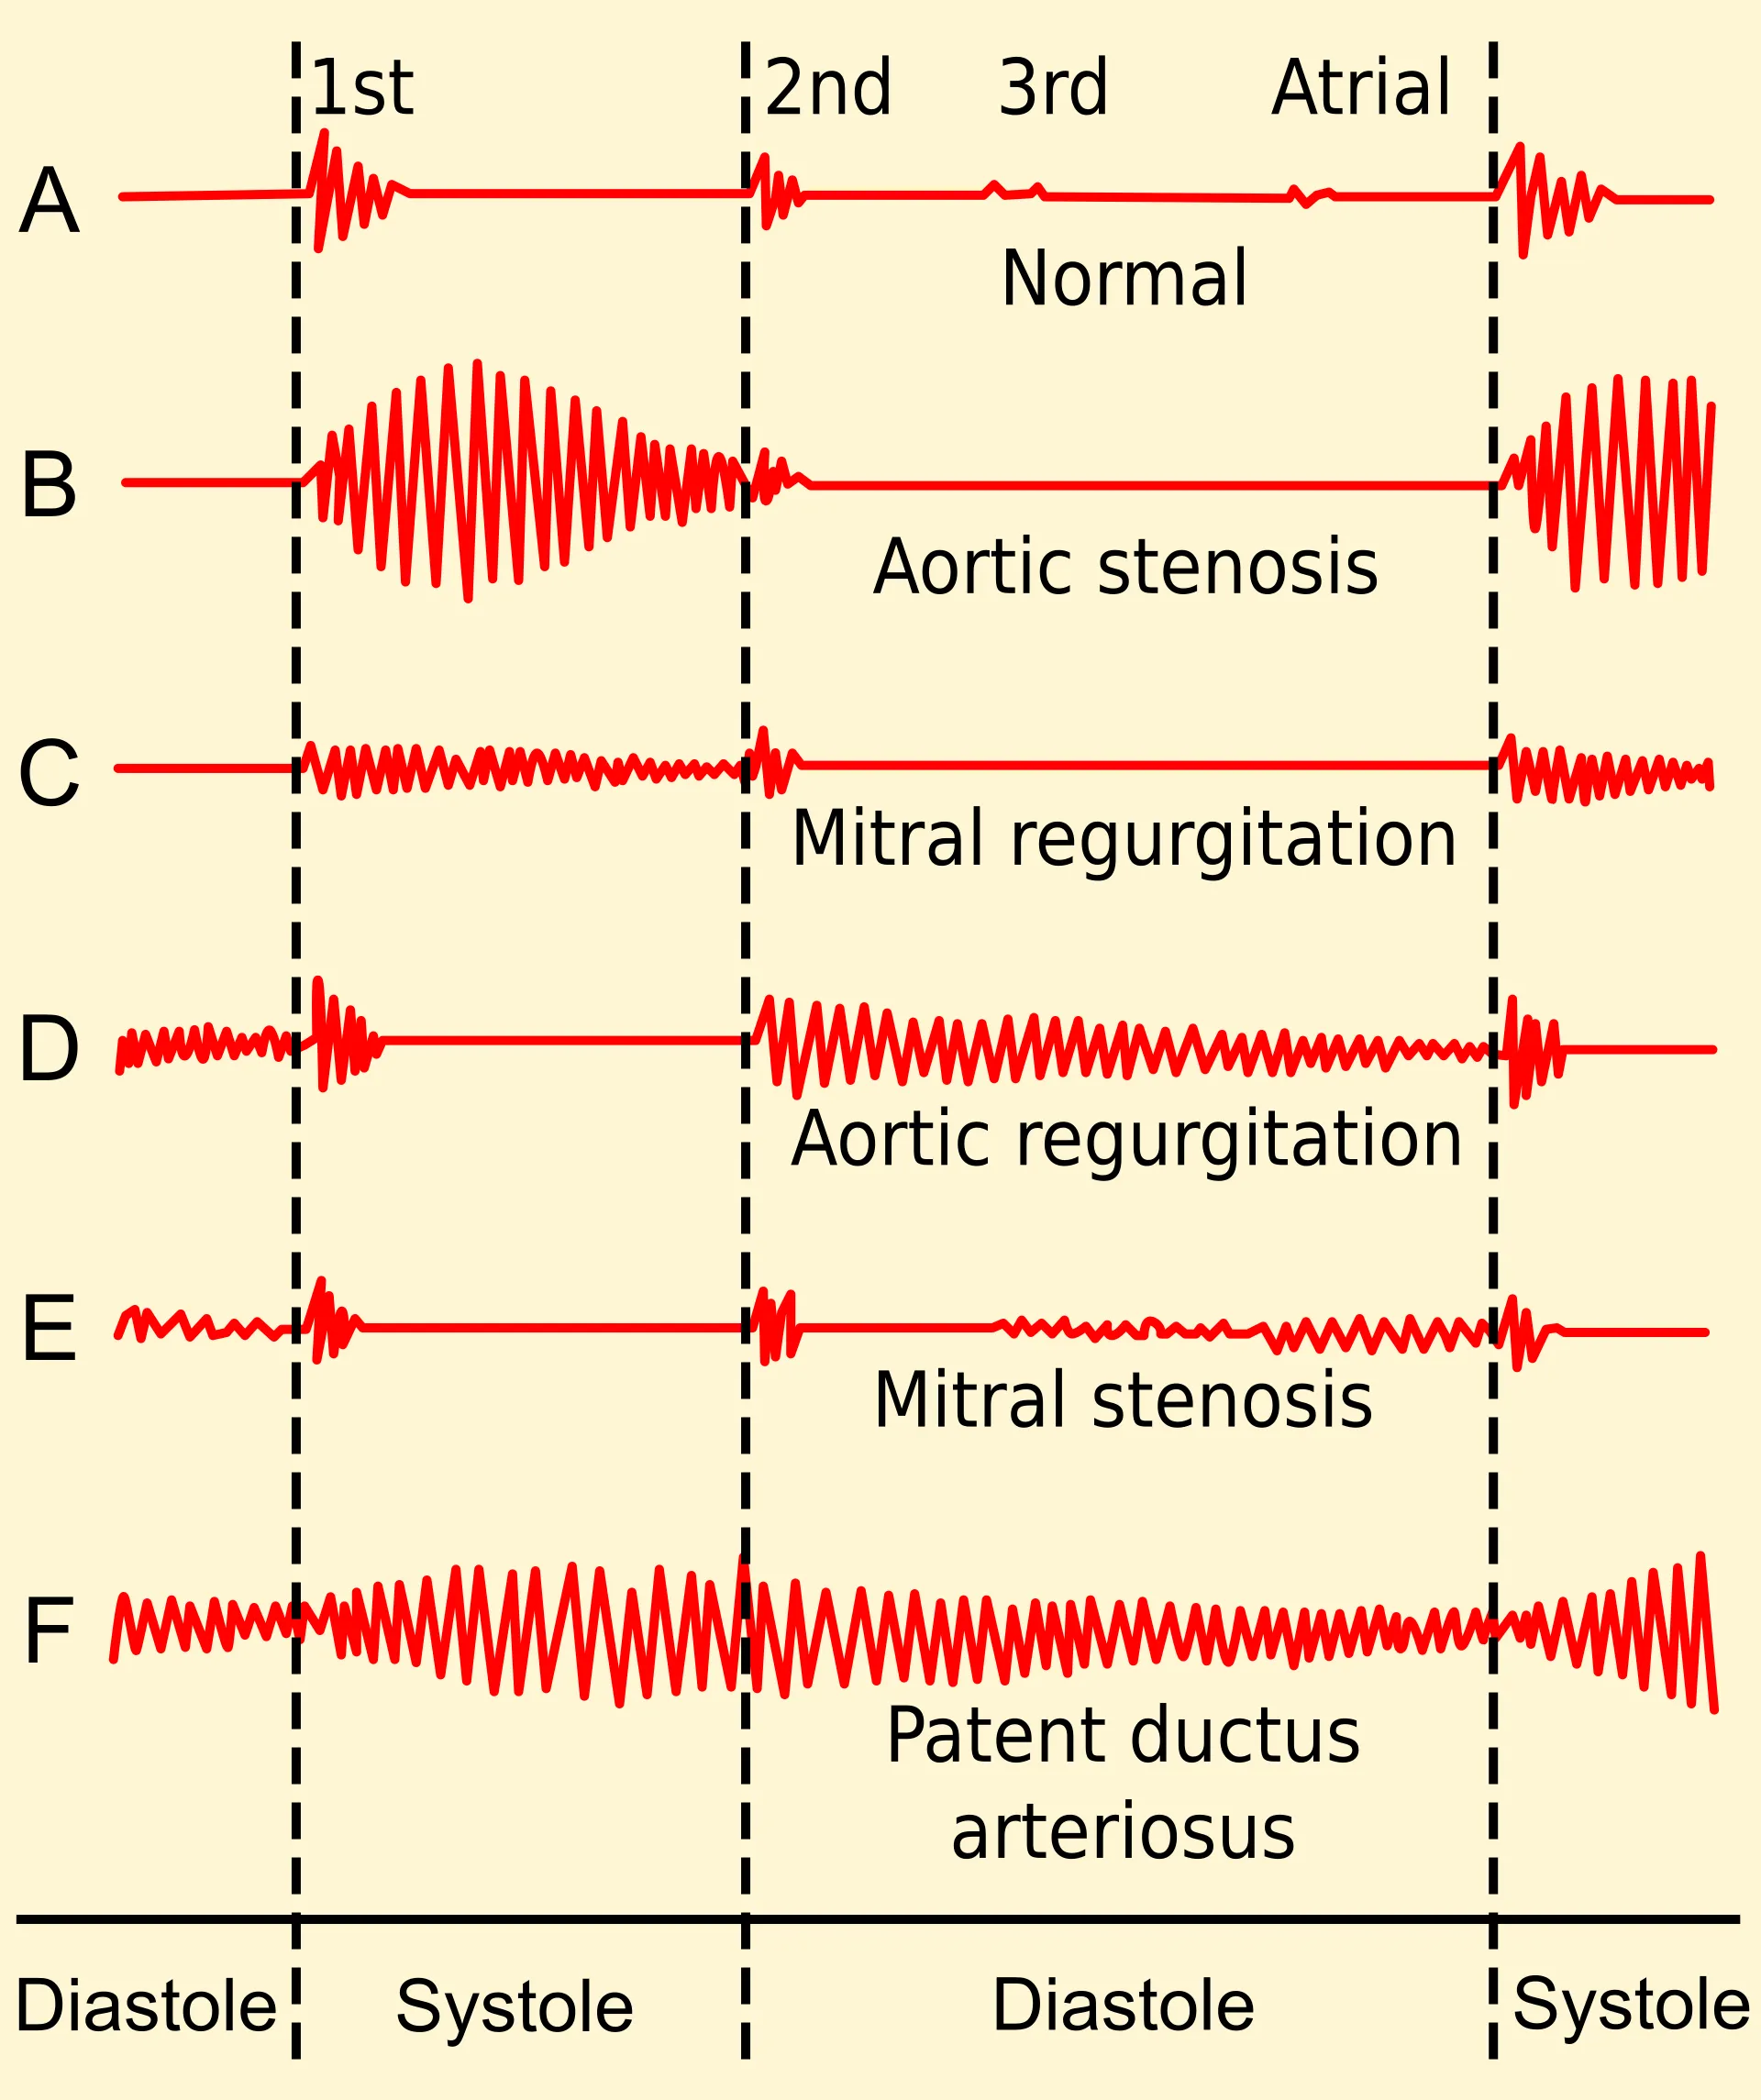 1st 2nd 3rd Atrial
A
Normal
B
Aortic stenosis
C
Mitral regurgitation
D
Aortic regurgitation
E
Mitral stenosis
F
Patent ductus
arteriosus
Diastole Systole Diastole Systole